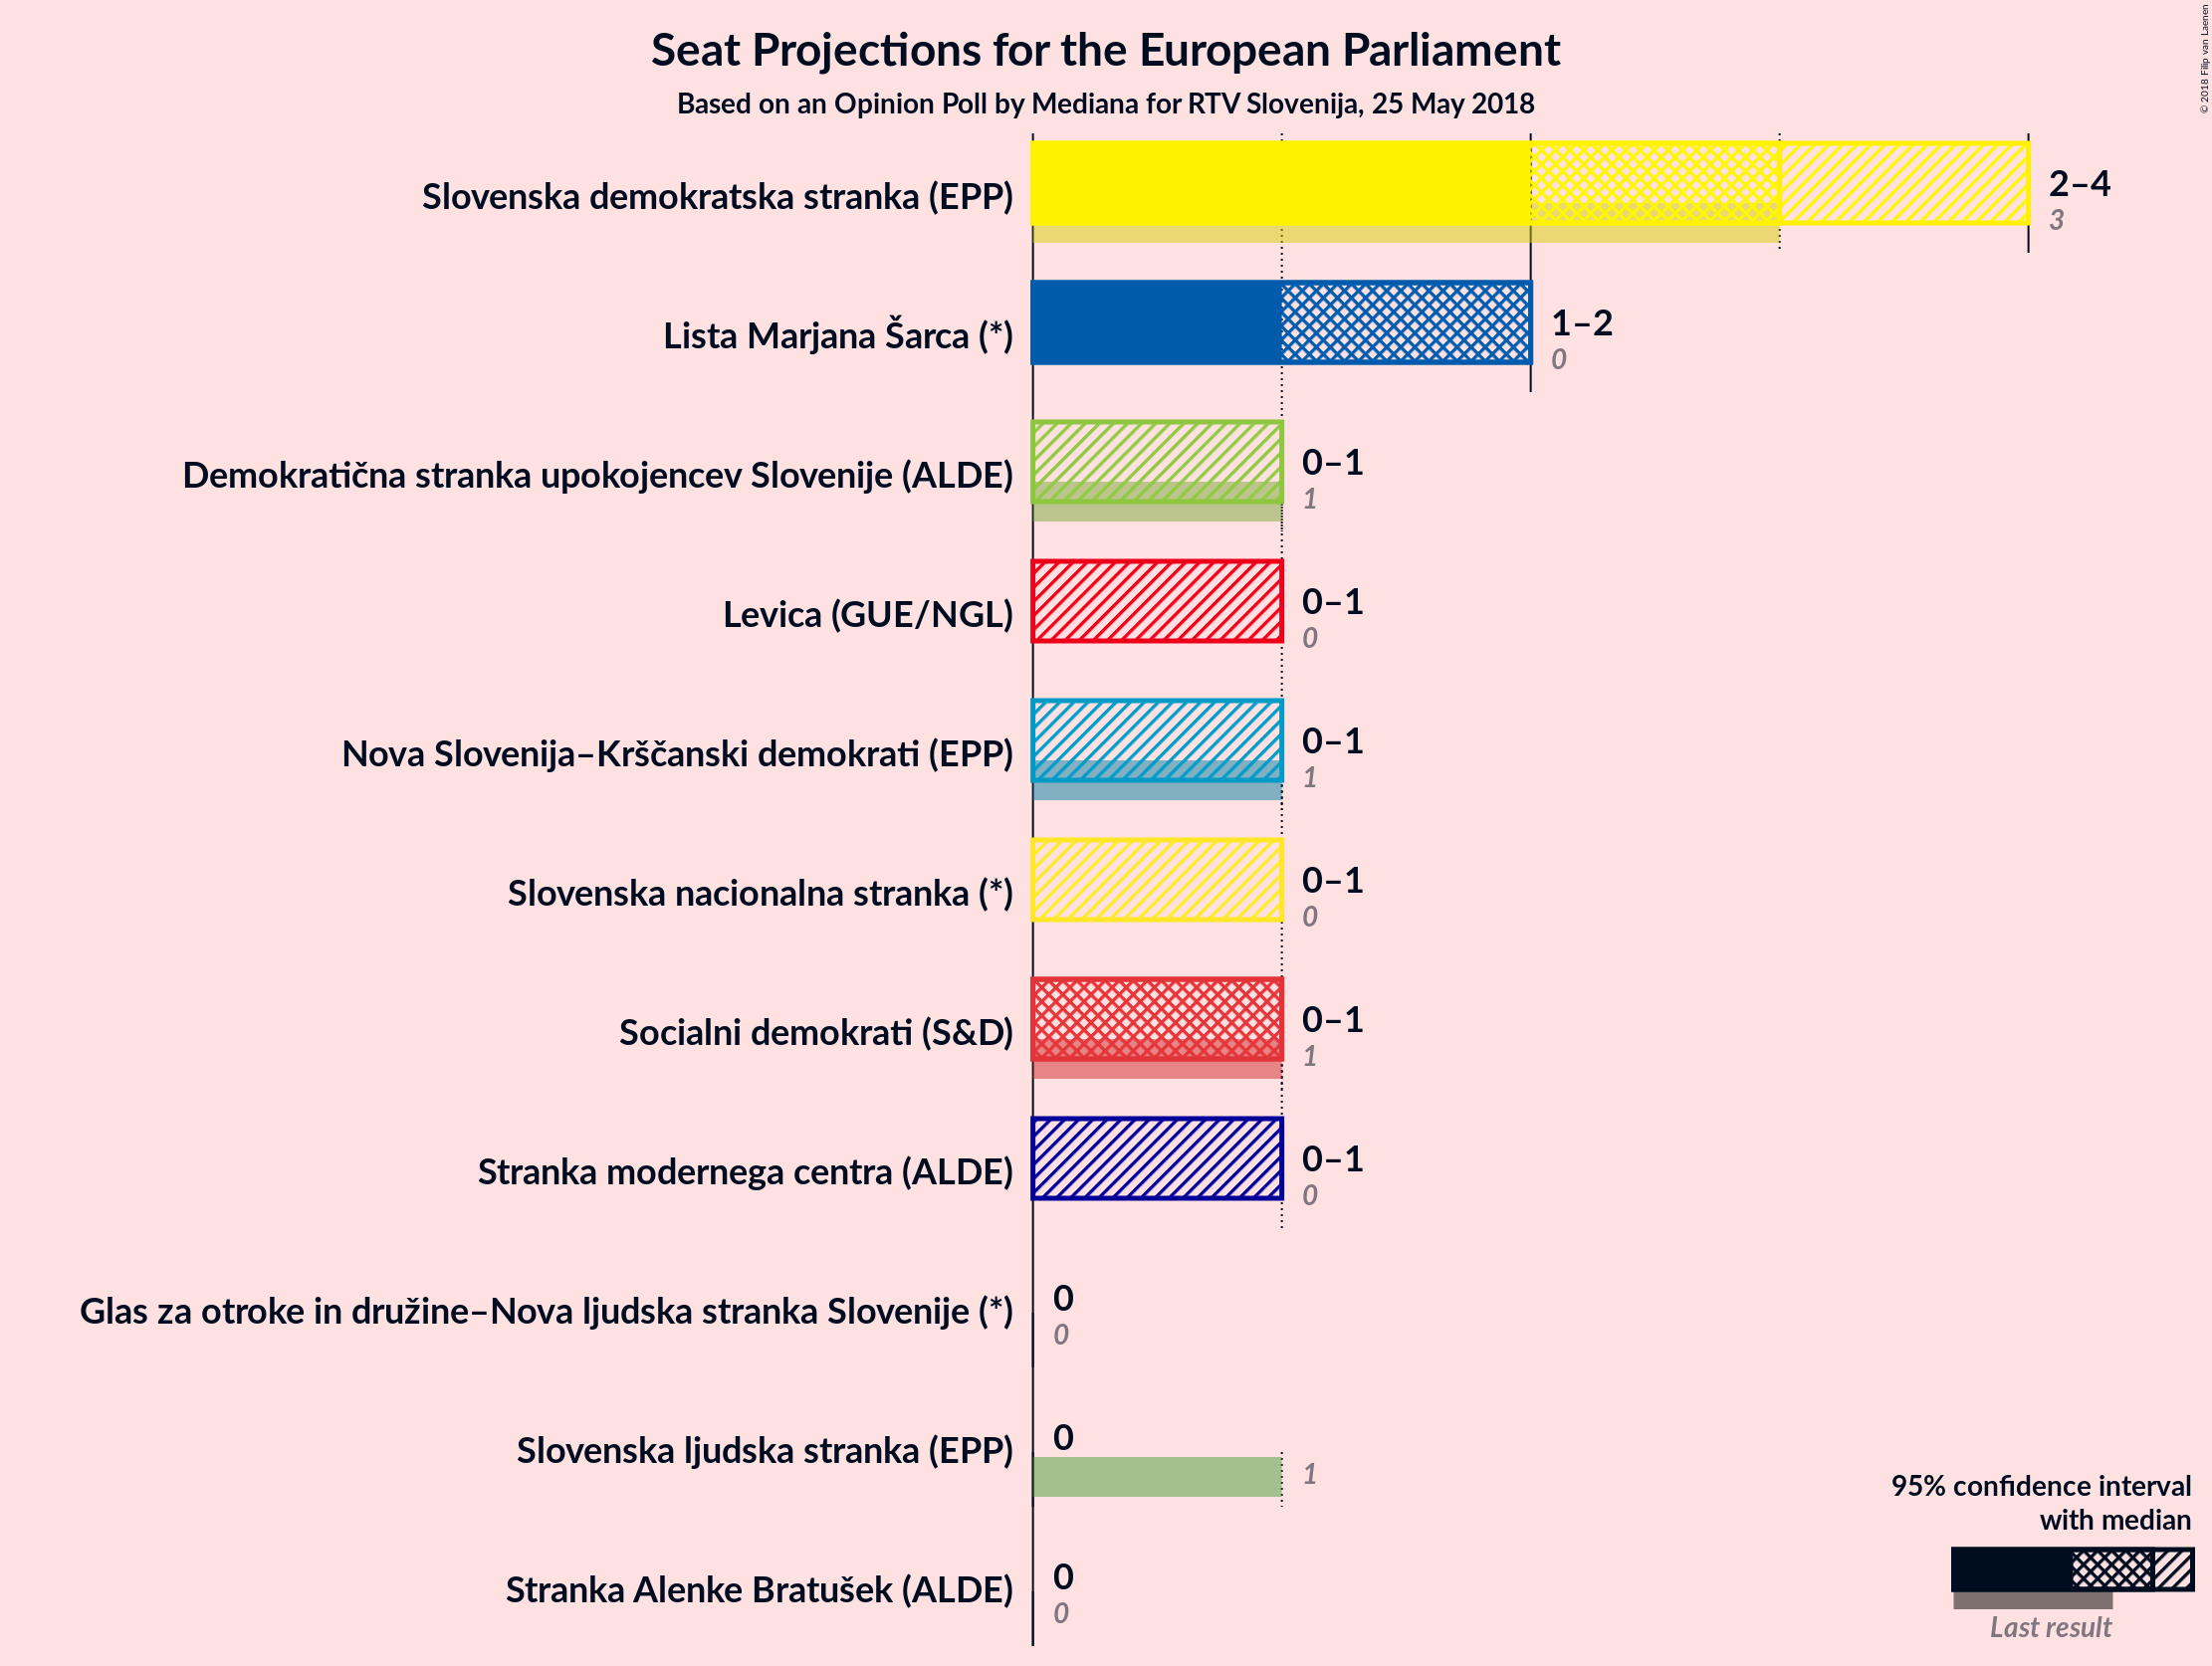 Seat Projections for the European Parliament
Based on an Opinion Poll by Mediana for RTV Slovenija, 25 May 2018
© 2018 Filip van Laenen
Slovenska demokratska stranka (EPP)
2–4
3
Lista Marjana Šarca (*)
1–2
0
Demokratična stranka upokojencev Slovenije (ALDE)
0–1
1
Levica (GUE/NGL)
0–1
0
Nova Slovenija–Krščanski demokrati (EPP)
0–1
1
Slovenska nacionalna stranka (*)
0–1
0
Socialni demokrati (S&D)
0–1
1
Stranka modernega centra (ALDE)
0–1
0
Glas za otroke in družine–Nova ljudska stranka Slovenije (*)
0
0
Slovenska ljudska stranka (EPP)
0
1
Stranka Alenke Bratušek (ALDE)
0
0
95% confidence interval
with median
Last result